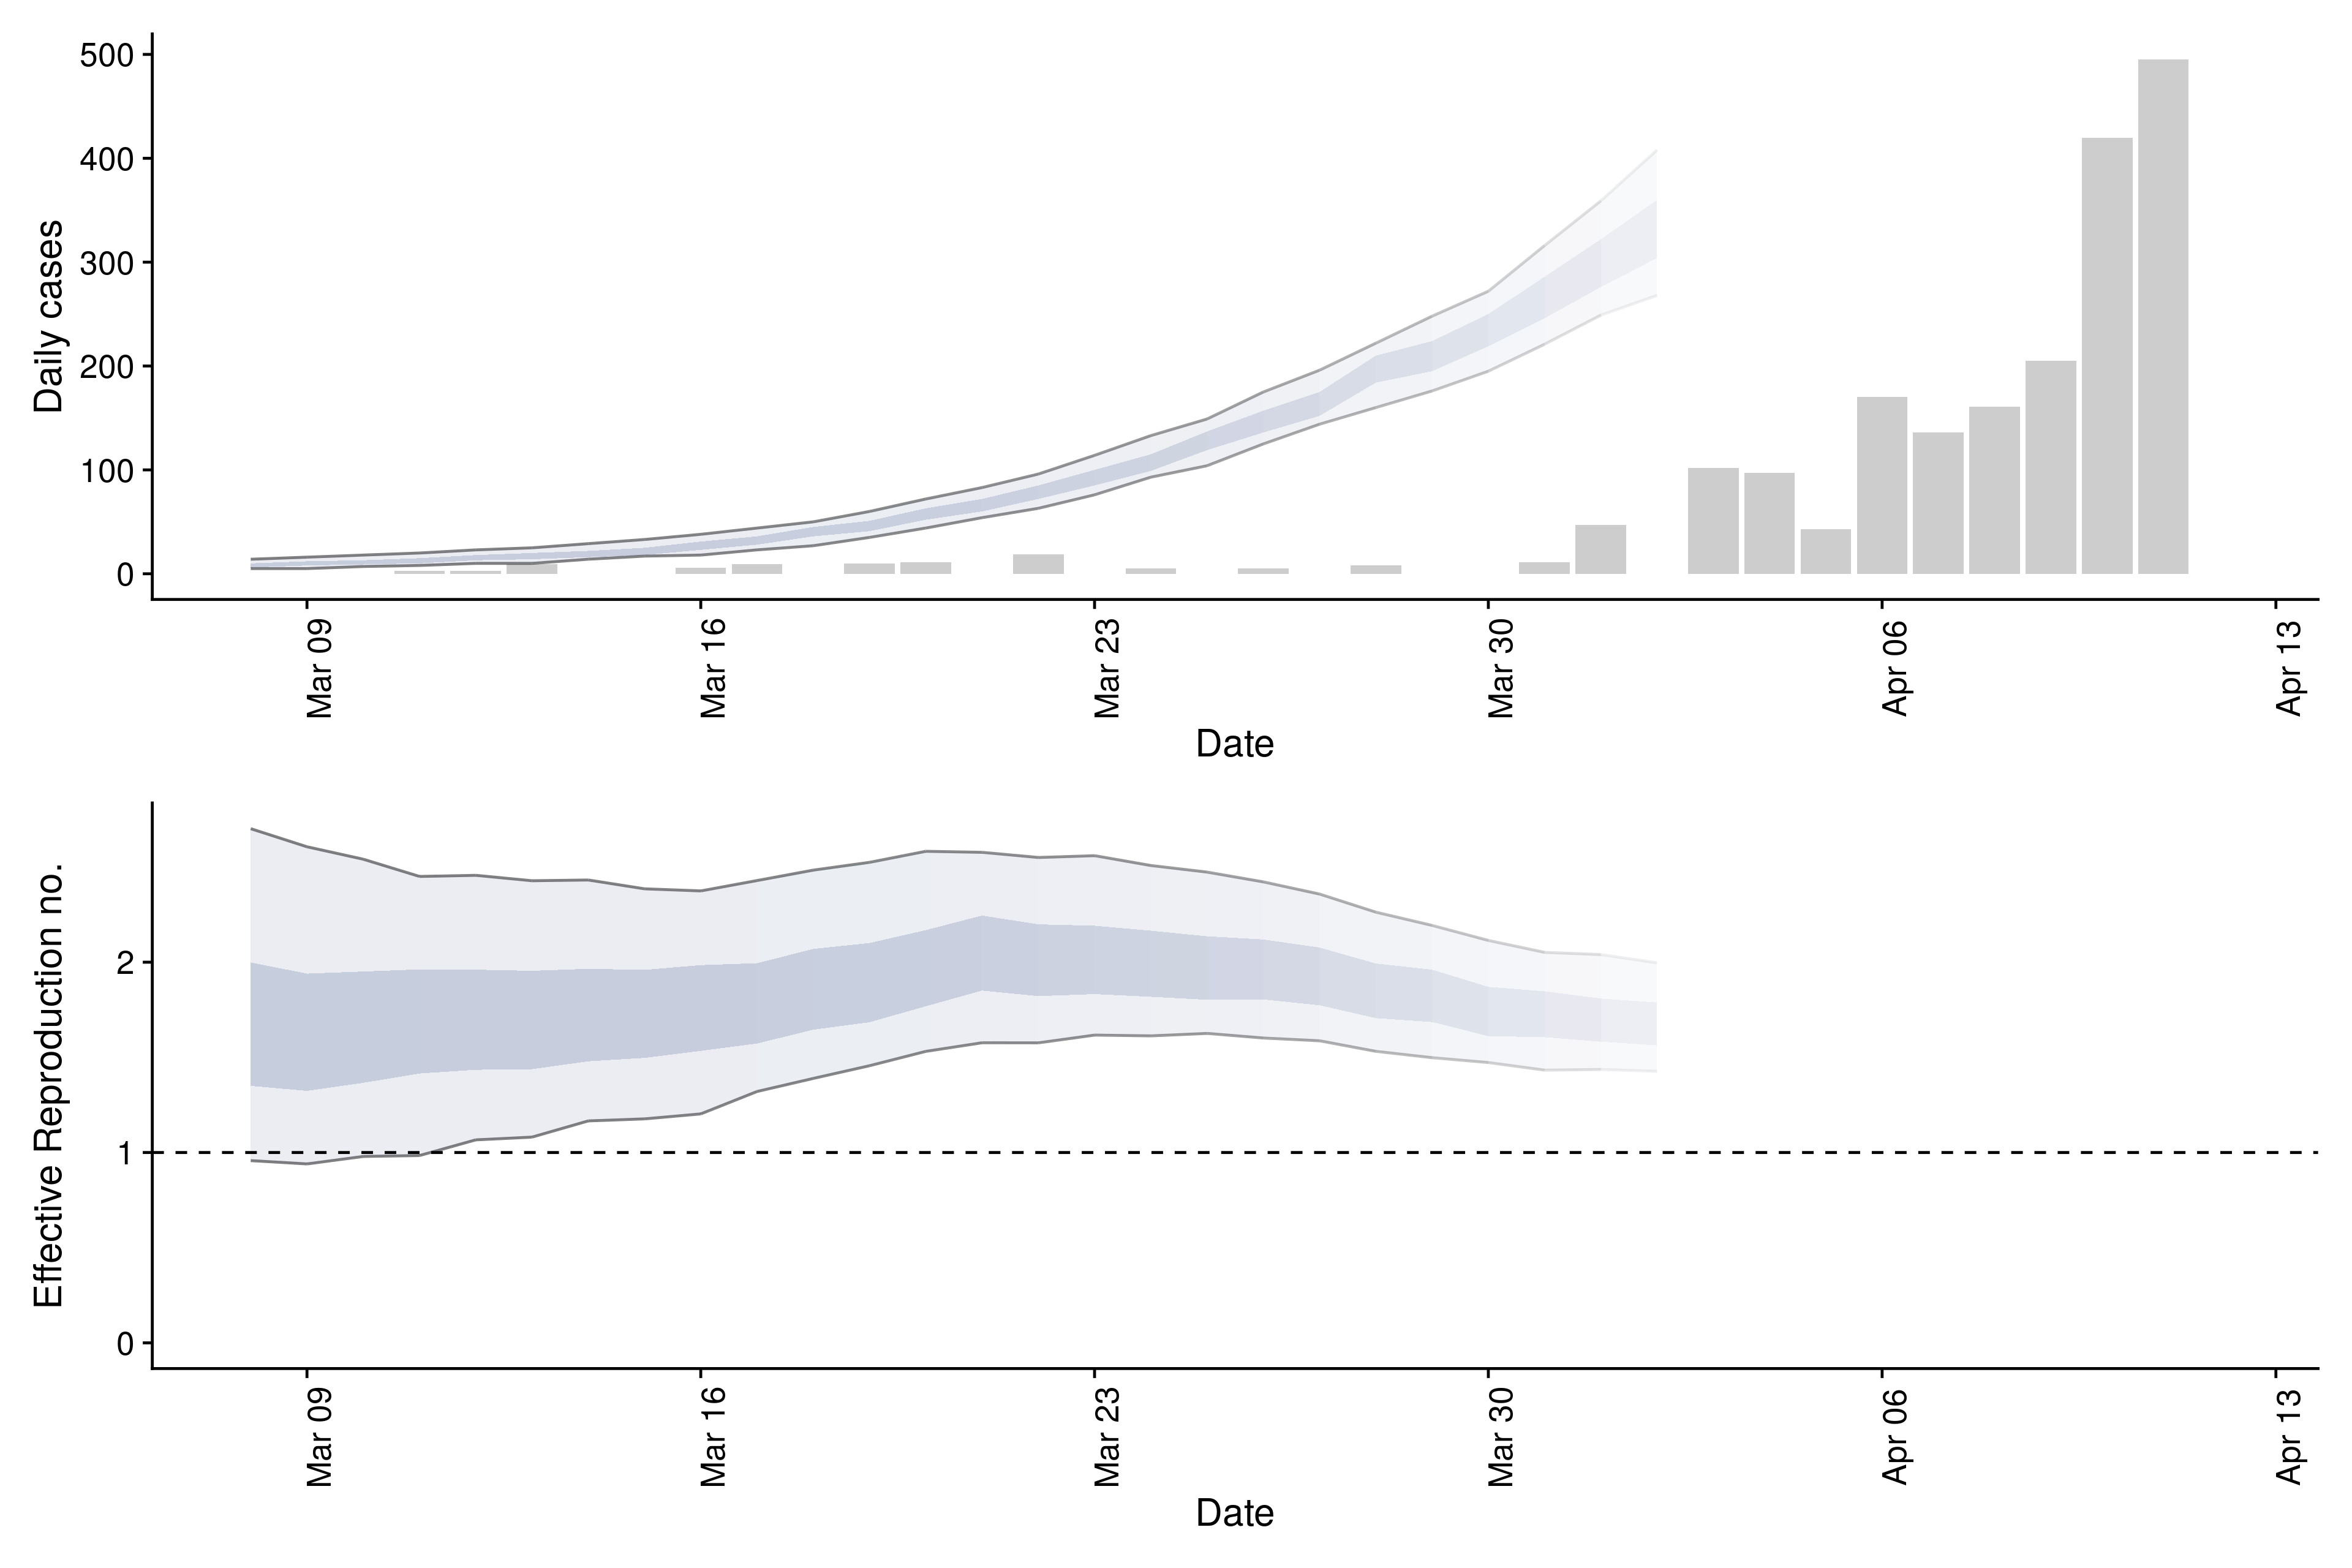 500
400
300
200
100
0
Daily cases
Mar 09
Mar 16
Mar 23
Mar 30
Apr 06
Apr 13
Date
2
1
0
Effective Reproduction no.
Mar 09
Mar 16
Mar 23
Mar 30
Apr 06
Apr 13
Date